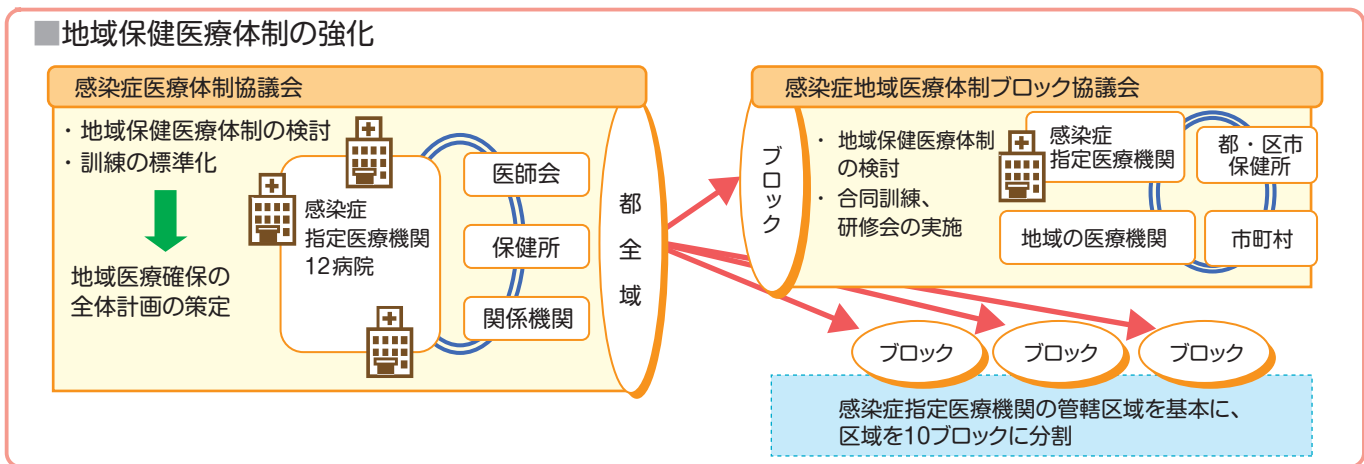 ■地域保健医療体制の強化
感染症医療体制協議会
・地域保健医療体制の検討
・訓練の標準化
地域医療確保の
全体計画の策定
感染症
指定医療機関
12病院
医師会
保健所
関係機関
都全域
感染症地域医療体制ブロック協議会
ブロック
・地域保健医療体制
の検討
・合同訓練、
研修会の実施
感染症
指定医療機関
都・区市
保健所
地域の医療機関
市町村
ブロック
ブロック
ブロック
感染症指定医療機関の管轄区域を基本に、
区域を10ブロックに分割